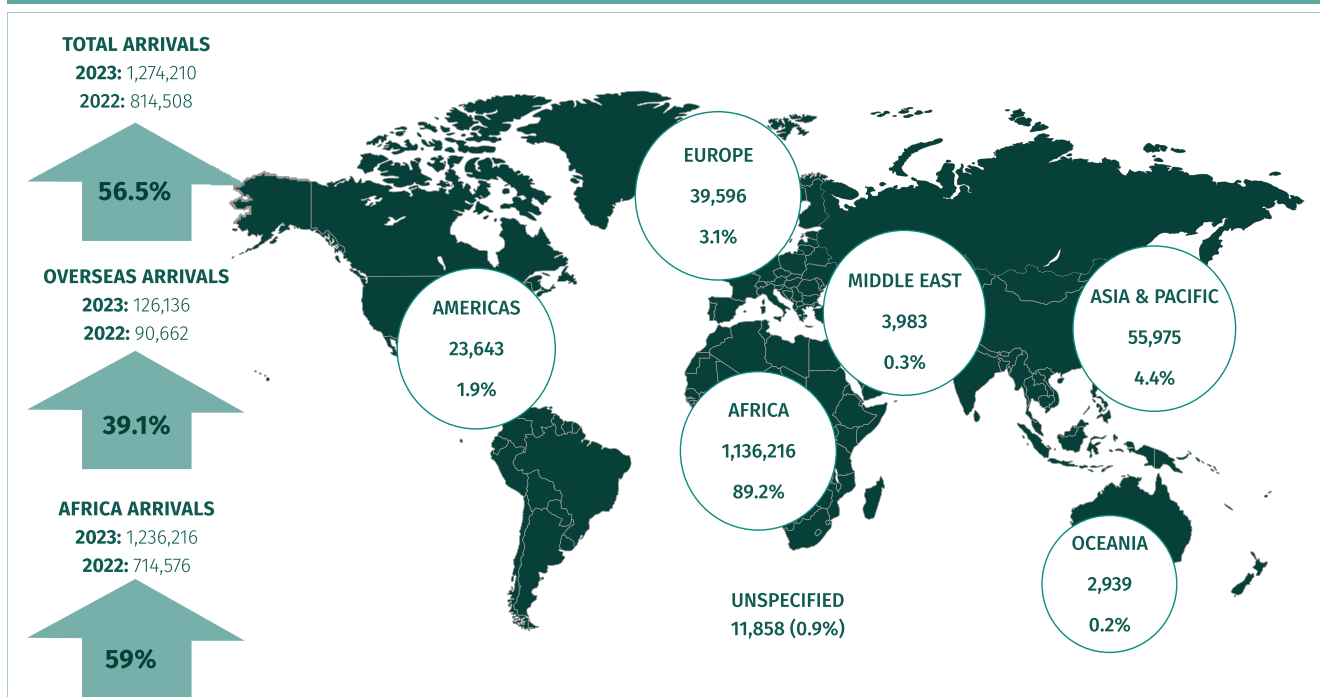 TOTAL ARRIVALS
2023: 1,274,210
2022: 814,508
56.5%
OVERSEAS ARRIVALS
2023: 126,136
2022: 90,662
39.1%
AFRICA ARRIVALS
2023: 1,236,216
2022: 714,576
59%
EUROPE
39,596
3.1%
AMERICAS
23,643
1.9%
MIDDLE EAST
3,983
0.3%
ASIA & PACIFIC
55,975
4.4%
AFRICA
1,136,216
89.2%
OCEANIA
2,939
0.2%
UNSPECIFIED
11,858 (0.9%)